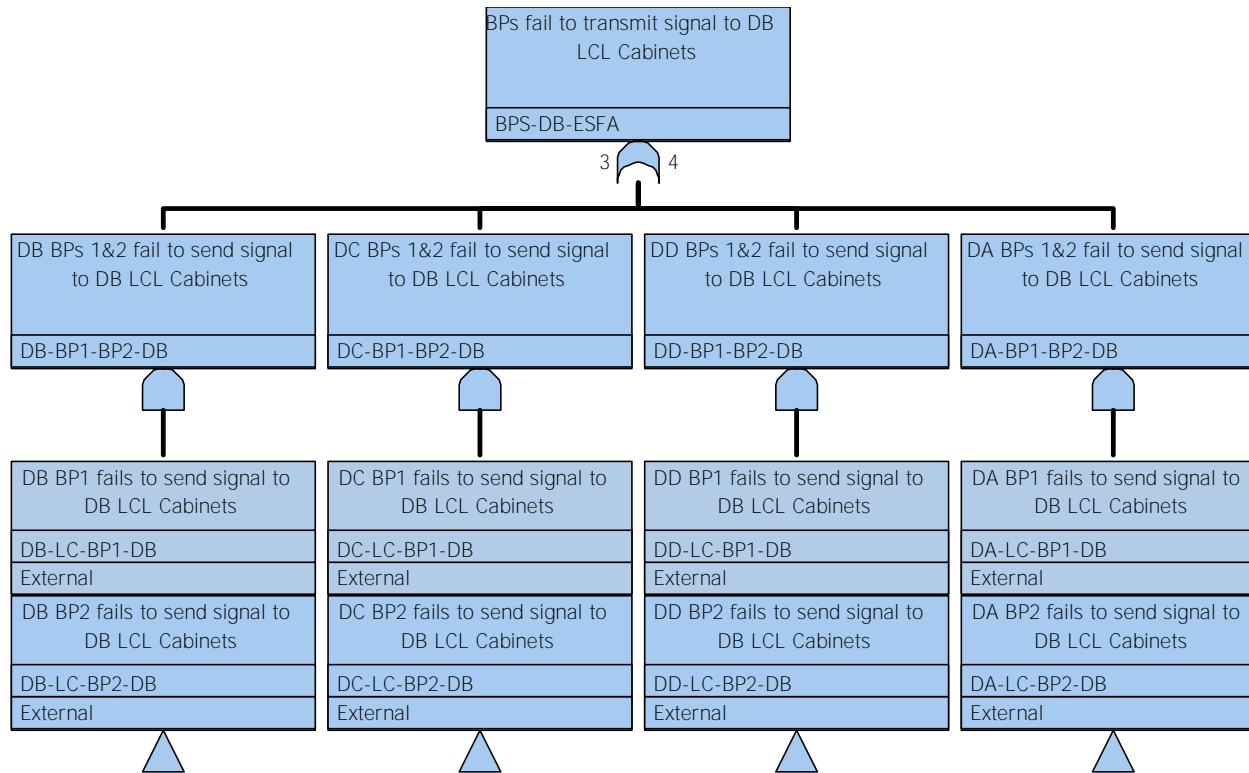 BPs fail to transmit signal to DB
LCL Cabinets
BPS-DB-ESFA
3 4
DB BPs 1&2 fail to send signal
to DB LCL Cabinets
DB-BP1-BP2-DB
DC BPs 1&2 fail to send signal
to DB LCL Cabinets
DC-BP1-BP2-DB
DD BPs 1&2 fail to send signal
to DB LCL Cabinets
DD-BP1-BP2-DB
DA BPs 1&2 fail to send signal
to DB LCL Cabinets
DA-BP1-BP2-DB
DB BP1 fails to send signal to
DB LCL Cabinets
DB-LC-BP1-DB
External
DC BP1 fails to send signal to
DB LCL Cabinets
DC-LC-BP1-DB
External
DD BP1 fails to send signal to
DB LCL Cabinets
DD-LC-BP1-DB
External
DA BP1 fails to send signal to
DB LCL Cabinets
DA-LC-BP1-DB
External
DB BP2 fails to send signal to
DB LCL Cabinets
DB-LC-BP2-DB
External
DC BP2 fails to send signal to
DB LCL Cabinets
DC-LC-BP2-DB
External
DD BP2 fails to send signal to
DB LCL Cabinets
DD-LC-BP2-DB
External
DA BP2 fails to send signal to
DB LCL Cabinets
DA-LC-BP2-DB
External